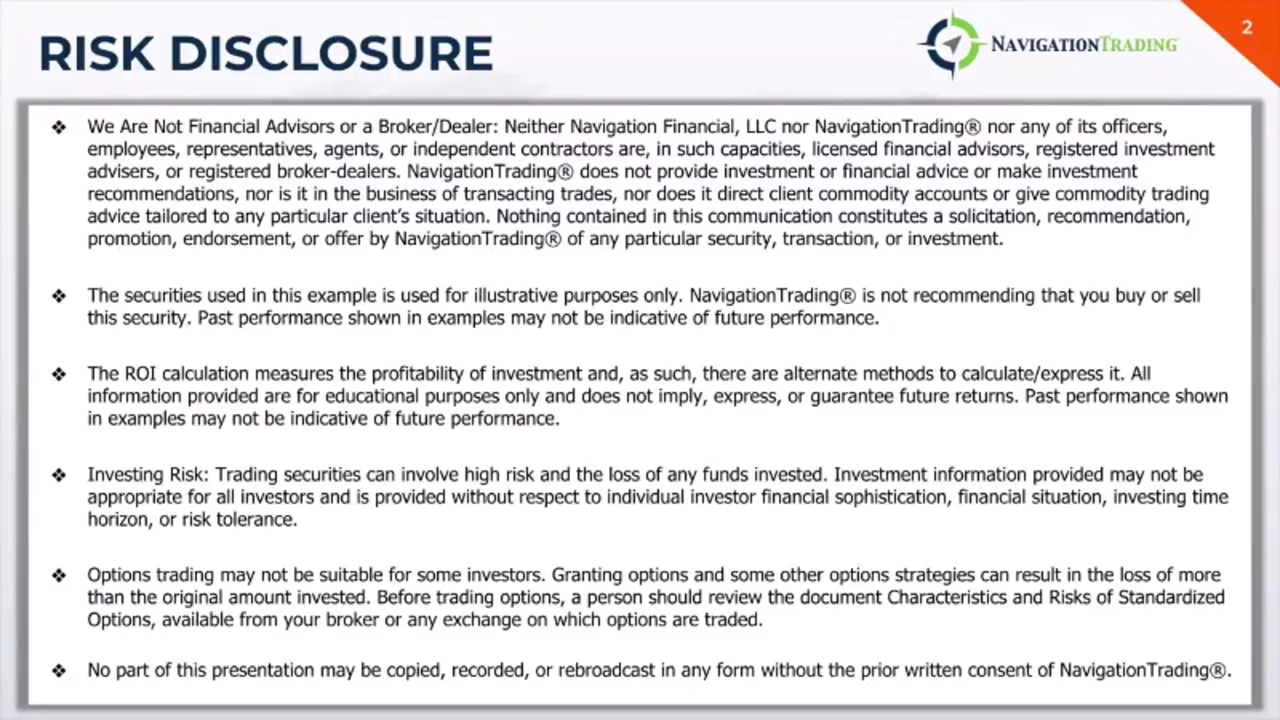 RISK DISCLOSURE
NAVIGATIONTRADING
2
❖ We Are Not Financial Advisors or a Broker/Dealer: Neither Navigation Financial, LLC nor NavigationTrading® nor any of its officers,
employees, representatives, agents, or independent contractors are, in such capacities, licensed financial advisors, registered investment
advisers, or registered broker-dealers. NavigationTrading® does not provide investment or financial advice or make investment
recommendations, nor is it in the business of transacting trades, nor does it direct client commodity accounts or give commodity trading
advice tailored to any particular client’s situation. Nothing contained in this communication constitutes a solicitation, recommendation,
promotion, endorsement, or offer by NavigationTrading® of any particular security, transaction, or investment.
❖ The securities used in this example is used for illustrative purposes only. NavigationTrading® is not recommending that you buy or sell
this security. Past performance shown in examples may not be indicative of future performance.
❖ The ROI calculation measures the profitability of investment and, as such, there are alternate methods to calculate/express it. All
information provided are for educational purposes only and does not imply, express, or guarantee future returns. Past performance shown
in examples may not be indicative of future performance.
❖ Investing Risk: Trading securities can involve high risk and the loss of any funds invested. Investment information provided may not be
appropriate for all investors and is provided without respect to individual investor financial sophistication, financial situation, investing time
horizon, or risk tolerance.
❖ Options trading may not be suitable for some investors. Granting options and some other options strategies can result in the loss of more
than the original amount invested. Before trading options, a person should review the document Characteristics and Risks of Standardized
Options, available from your broker or any exchange on which options are traded.
❖ No part of this presentation may be copied, recorded, or rebroadcast in any form without the prior written consent of NavigationTrading®.